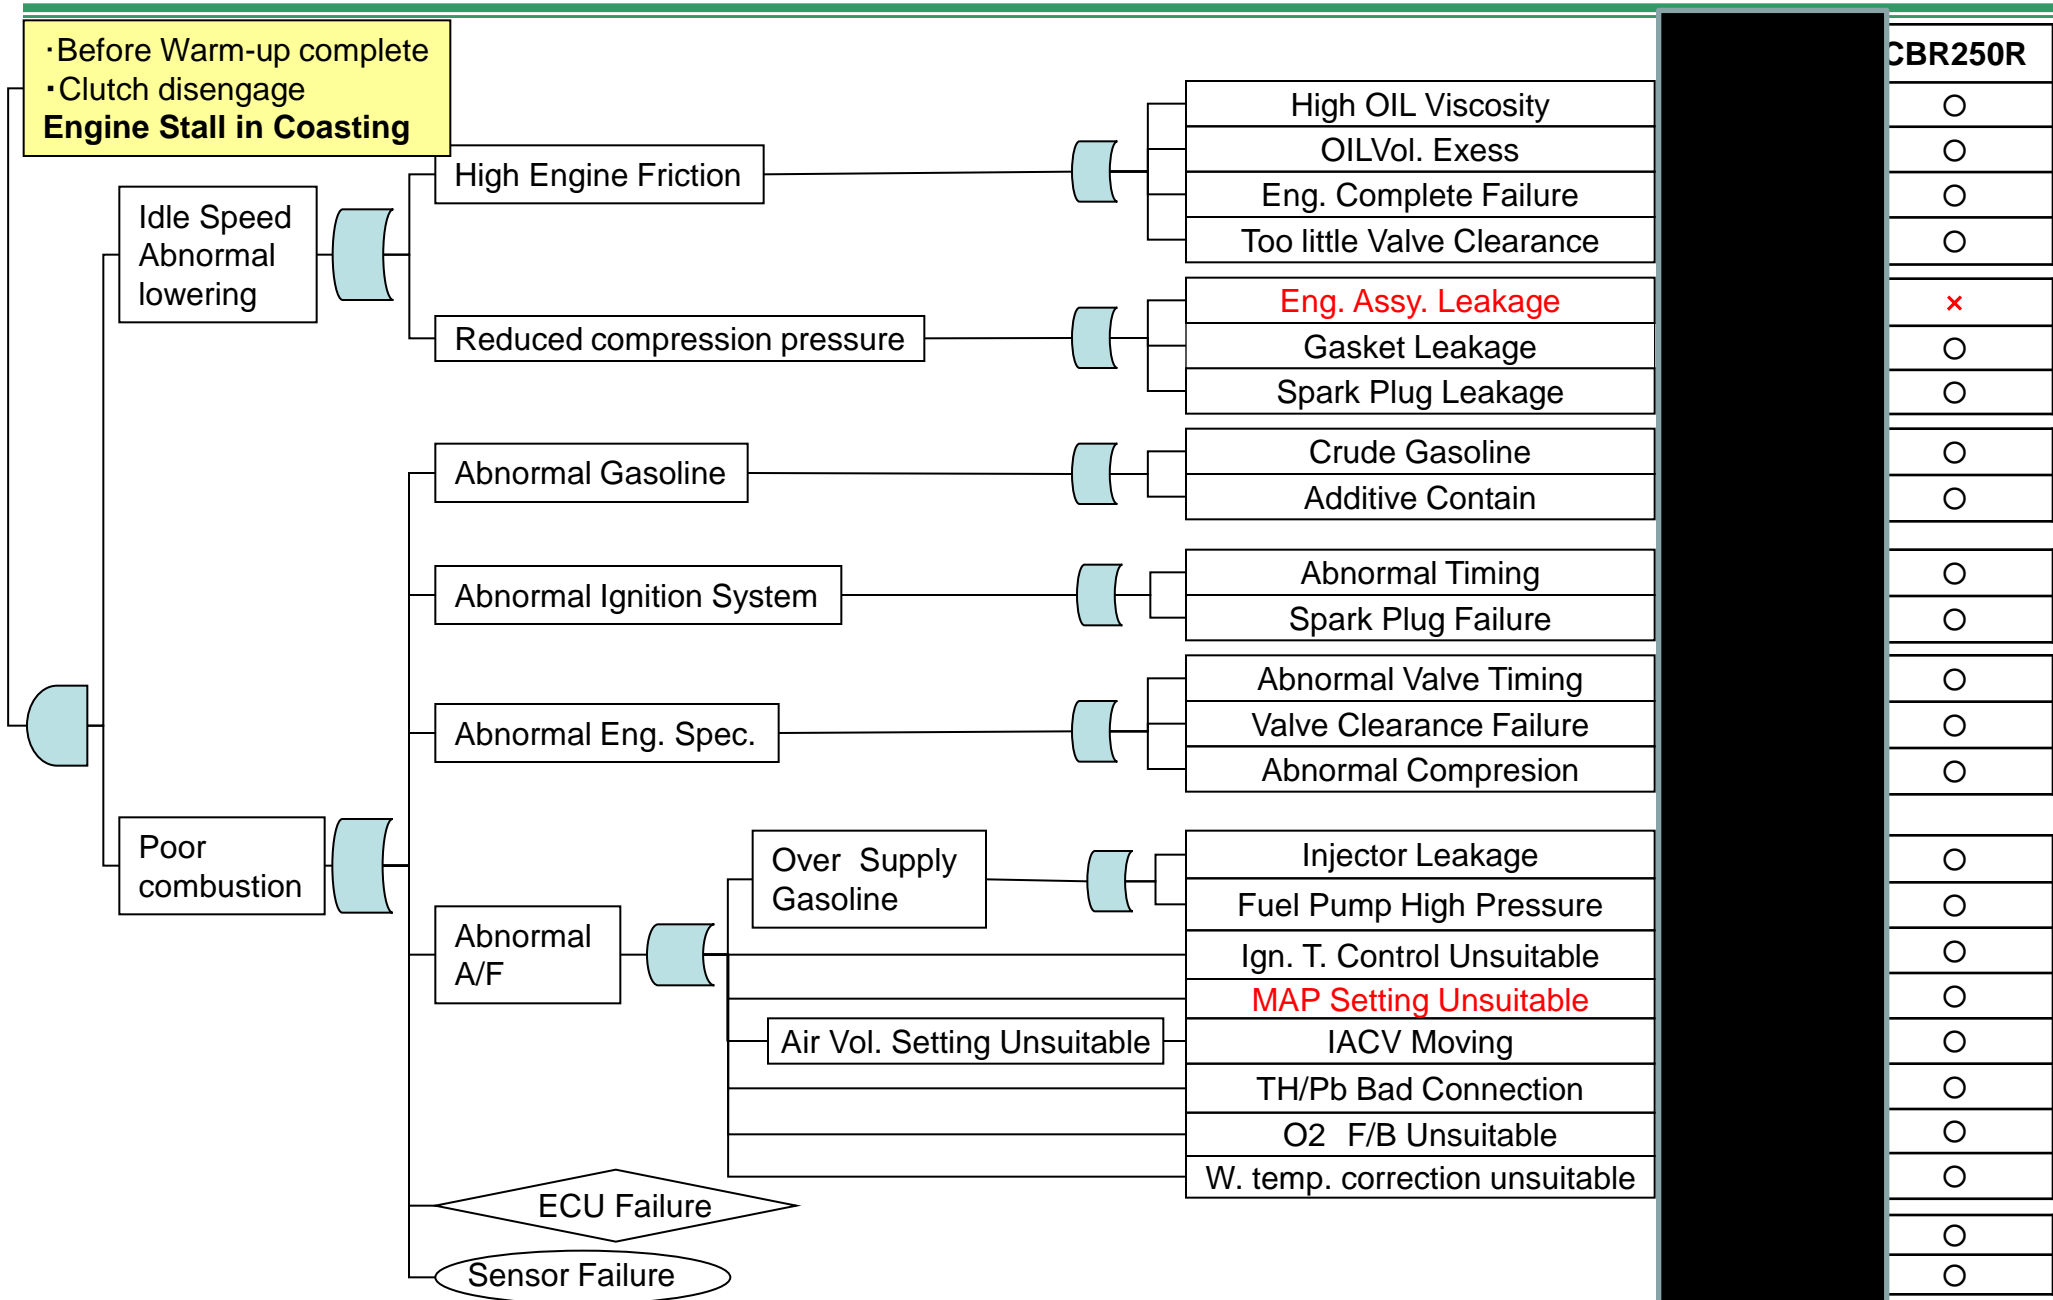 ・Before Warm-up complete
・Clutch disengage
Engine Stall in Coasting
CBR250R
High OIL Viscosity ○
OILVol. Exess ○
High Engine Friction
Eng. Complete Failure ○
Idle Speed
Abnormal
lowering
Too little Valve Clearance ○
Eng. Assy. Leakage ×
Reduced compression pressure
Gasket Leakage ○
Spark Plug Leakage ○
Crude Gasoline ○
Abnormal Gasoline
Additive Contain ○
Abnormal Timing ○
Abnormal Ignition System
Spark Plug Failure ○
Abnormal Valve Timing ○
Abnormal Eng. Spec.
Valve Clearance Failure ○
Abnormal Compresion ○
Poor
combustion
Over Supply
Gasoline
Injector Leakage ○
Fuel Pump High Pressure ○
Abnormal
A/F
Ign. T. Control Unsuitable ○
MAP Setting Unsuitable ○
Air Vol. Setting Unsuitable
IACV Moving ○
TH/Pb Bad Connection ○
O2 F/B Unsuitable ○
W. temp. correction unsuitable ○
ECU Failure ○
Sensor Failure ○